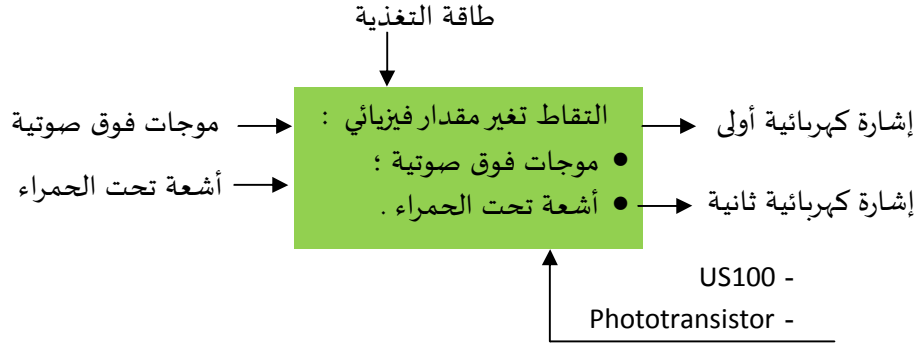 طاقة التغذية
التقاط تغير مقدار فيزيائي :
● موجات فوق صوتية ؛
● أشعة تحت الحمراء .
موجات فوق صوتية
أشعة تحت الحمراء
إشارة كهربائية أولى
إشارة كهربائية ثانية
US100 -
Phototransistor -